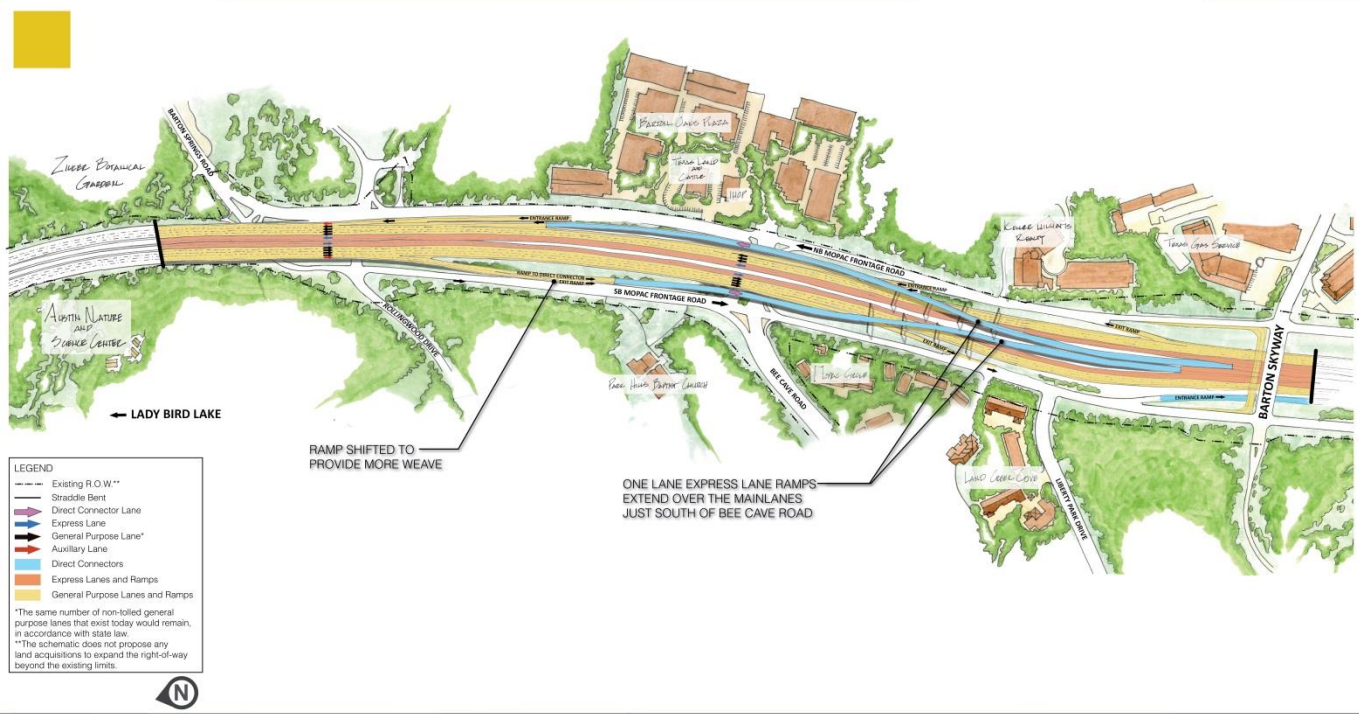 BARTON SPRINGS ROAD
ZILKER BOTANICAL
GARDEN
BARTON OAKS PLAZA
TEXAS LAND
AND
CATTLE
IHOP
KELLER WILLIAMS
REALTY
TEXAS GAS SERVICE
ENTRANCE RAMP
NB MOPAC FRONTAGE ROAD
ENTRANCE RAMP
EXIT RAMP
RAMP TO DIRECT CONNECTOR
EXIT RAMP
SB MOPAC FRONTAGE ROAD
EXIT RAMP
ENTRANCE RAMP
BARTON SKYWAY
AUSTIN NATURE
AND
SCIENCE CENTER
ROLLINGWOOD DRIVE
PARK HILLS BAPTIST CHURCH
BEE CAVE ROAD
LAND CREEK COVE
LIBERTY PARK DRIVE
LADY BIRD LAKE
RAMP SHIFTED TO
PROVIDE MORE WEAVE
ONE LANE EXPRESS LANE RAMPS
EXTEND OVER THE MAINLANES
JUST SOUTH OF BEE CAVE ROAD
LEGEND
Existing R.O.W.**
Straddle Bent
Direct Connector Lane
Express Lane
General Purpose Lane*
Auxillary Lane
Direct Connectors
Express Lanes and Ramps
General Purpose Lanes and Ramps
*The same number of non-tolled general
purpose lanes that exist today would remain,
in accordance with state law.
**The schematic does not propose any
land acquisitions to expand the right-of-way
beyond the existing limits.
N